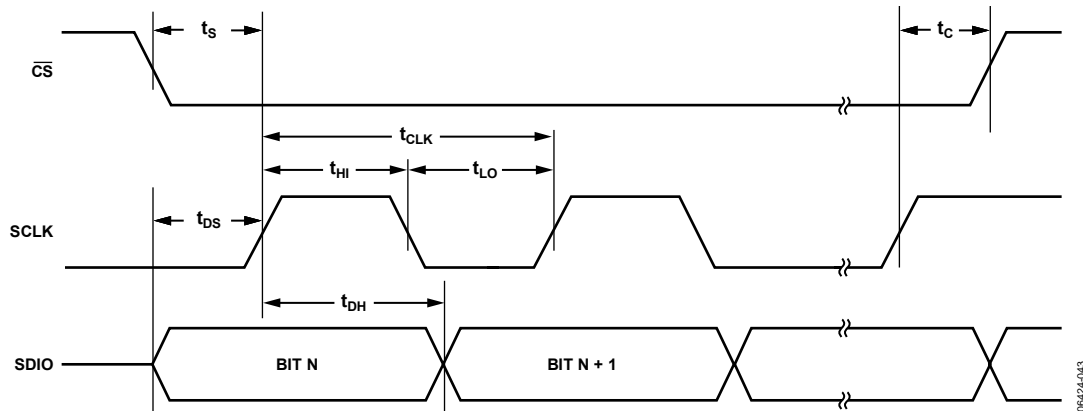 tS
tC
CS
tCLK
tHI
tLO
tDS
SCLK
tDH
SDIO
BIT N
BIT N + 1
06424-043